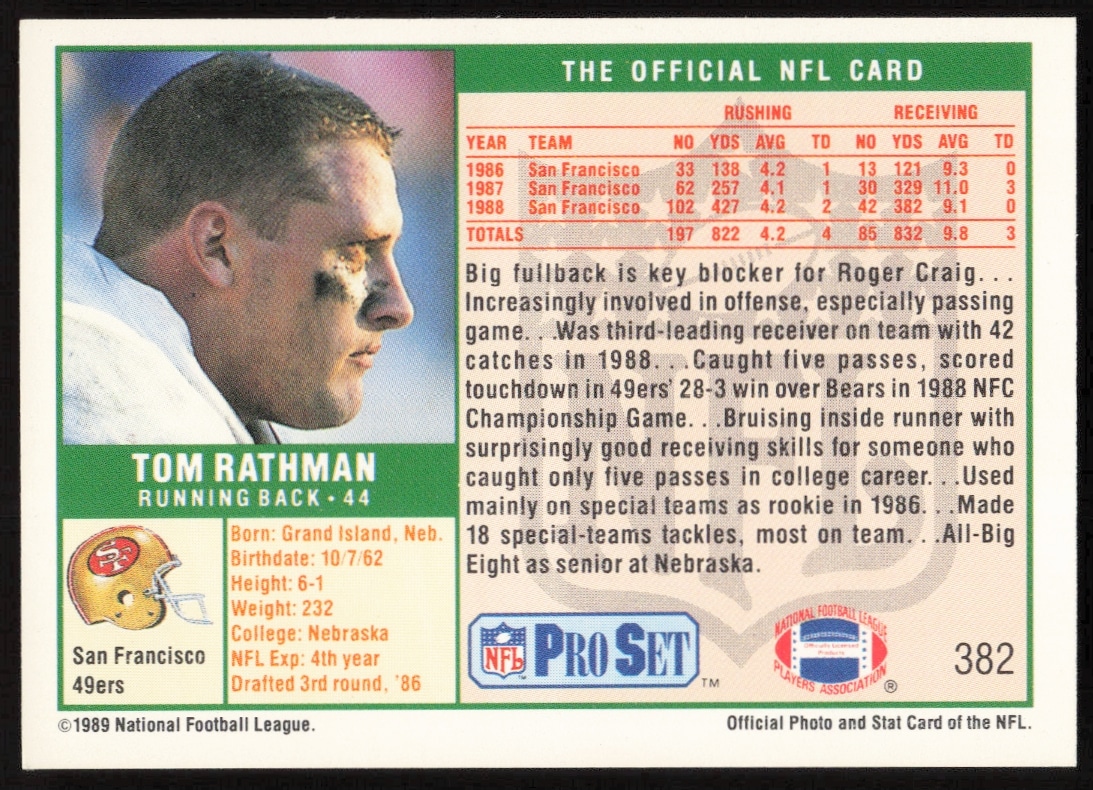 THE OFFICIAL NFL CARD
RUSHING RECEIVING
YEAR TEAM NO YDS AVG TD NO YDS AVG TD
1986 San Francisco 33 138 4.2 1 13 121 9.3 0
1987 San Francisco 62 257 4.1 1 30 329 11.0 3
1988 San Francisco 102 427 4.2 2 42 382 9.1 0
TOTALS 197 822 4.2 4 85 832 9.8 3
Big fullback is key blocker for Roger Craig. . .
Increasingly involved in offense, especially passing
game. . .Was third-leading receiver on team with 42
catches in 1988. . .Caught five passes, scored
touchdown in 49ers' 28-3 win over Bears in 1988 NFC
Championship Game. . .Bruising inside runner with
surprisingly good receiving skills for someone who
caught only five passes in college career. . .Used
mainly on special teams as rookie in 1986. . .Made
18 special-teams tackles, most on team. . .All-Big
Eight as senior at Nebraska.
TOM RATHMAN
RUNNING BACK • 44
SF
San Francisco
49ers
Born: Grand Island, Neb.
Birthdate: 10/7/62
Height: 6-1
Weight: 232
College: Nebraska
NFL Exp: 4th year
Drafted 3rd round, '86
NFL PRO SET TM
NATIONAL FOOTBALL LEAGUE
Officially Licensed
Products
PLAYERS ASSOCIATION ®
382
©1989 National Football League.
Official Photo and Stat Card of the NFL.